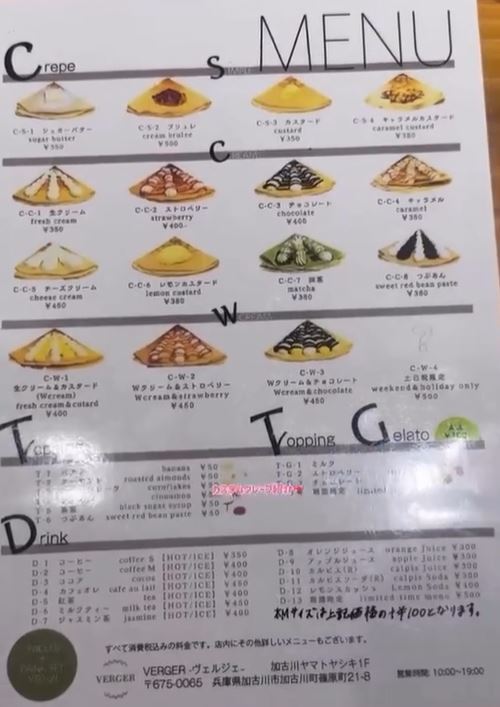 MENU
Crepe
C-S-1 シュガーバター
sugar butter
¥350
C-S-2 ブリュレ
cream brulee
¥500
C-S-3 カスタード
custard
¥350
C-S-4 キャラメルカスタード
caramel custard
¥380
C-C-1 生クリーム
fresh cream
¥350
C-C-2 ストロベリー
strawberry
¥400-
C-C-3 チョコレート
chocolate
¥400
C-C-4 キャラメル
caramel
¥380
C-C-5 チーズクリーム
cheese cream
¥450
C-C-6 レモンカスタード
lemon custard
¥380
C-C-7 抹茶
matcha
¥380
C-C-8 つぶあん
sweet red bean paste
¥380
C-W-1
生クリーム&カスタード
(Wcream)
fresh cream&cutard
¥400
C-W-2
Wクリーム&ストロベリー
Wcream&strawberry
¥450
C-W-3
Wクリーム&チョコレート
Wcream&chocolate
¥450
C-W-4
土日祝限定
weekend&holiday only
¥500
Topping
banana ¥50
roasted almonds
cornflakes
cinnamon
black sugar syrup ¥50
T-6 つぶあん sweet red bean paste ¥50
Topping Gelato
T-G-1 ミルク
T-G-2 ストロベリー
期間限定 limited
カスタムクレープ紹介
Drink
D-1 コーヒー coffee S [HOT/ICE] ¥350
D-2 コーヒー coffee M [HOT/ICE] ¥400
D-3 ココア cocoa [HOT/ICE]
D-4 カフェオレ cafe au lait [HOT/ICE]
D-5 紅茶 tea [HOT/ICE]
D-6 ミルクティー milk tea [HOT/ICE] ¥450
D-7 ジャスミン茶 jasmine tea [HOT/ICE] ¥400
D-8 オレンジジュース orange Juice ¥300
D-9 アップルジュース apple Juice ¥300
D-10 カルピス(R) calpis Juice ¥300
D-11 カルピスソーダ(R) calpis Soda ¥300
D-12 レモンスカッシュ Lemon Soda ¥400
D-13 期間限定 limited time menu ¥500
※Mサイズは上記価格の+¥100となります。
すべて消費税込みの料金です。店内にその他詳しいメニューもございます。
VERGER
VERGER -ヴェルジェ- 加古川ヤマトヤシキ1F
〒675-0065 兵庫県加古川市加古川町篠原町21-8
営業時間: 10:00~19:00